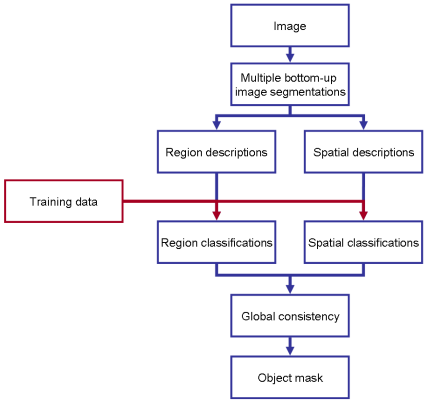 Image
Multiple bottom-up
image segmentations
Region descriptions
Spatial descriptions
Training data
Region classifications
Spatial classifications
Global consistency
Object mask